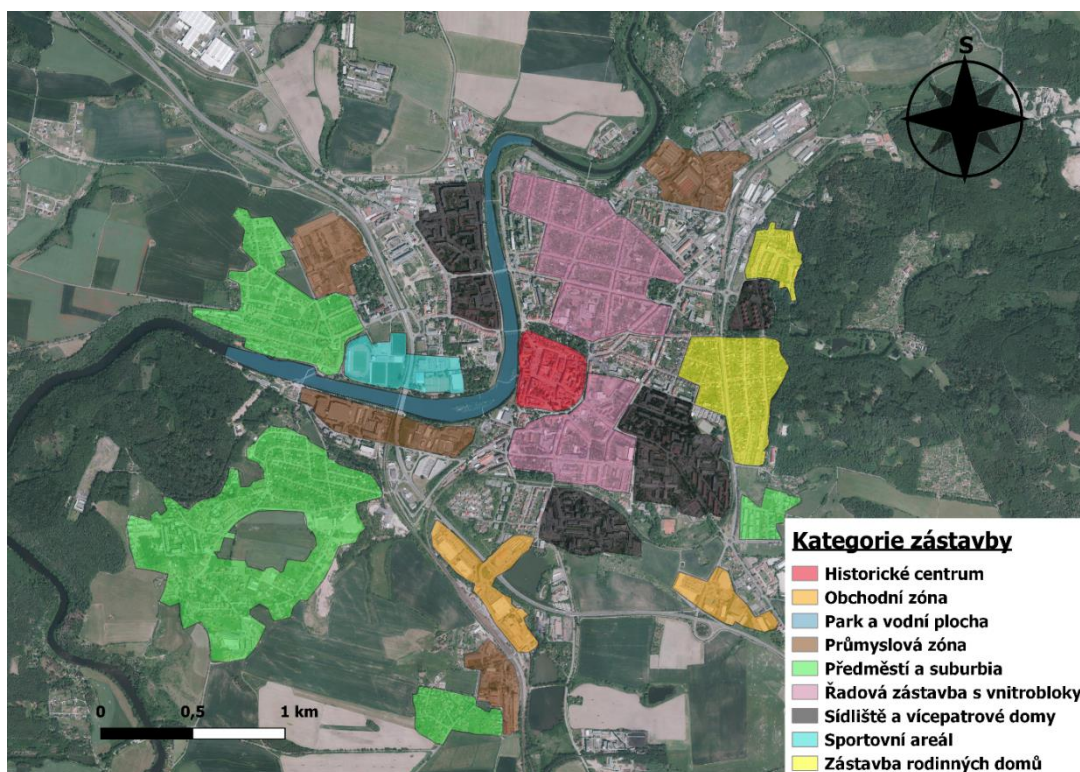 S
Kategorie zástavby
Historické centrum
Obchodní zóna
Park a vodní plocha
Průmyslová zóna
Předměstí a suburbia
Řadová zástavba s vnitrobloky
Sídliště a vícepatrové domy
Sportovní areál
Zástavba rodinných domů
0 0,5 1 km